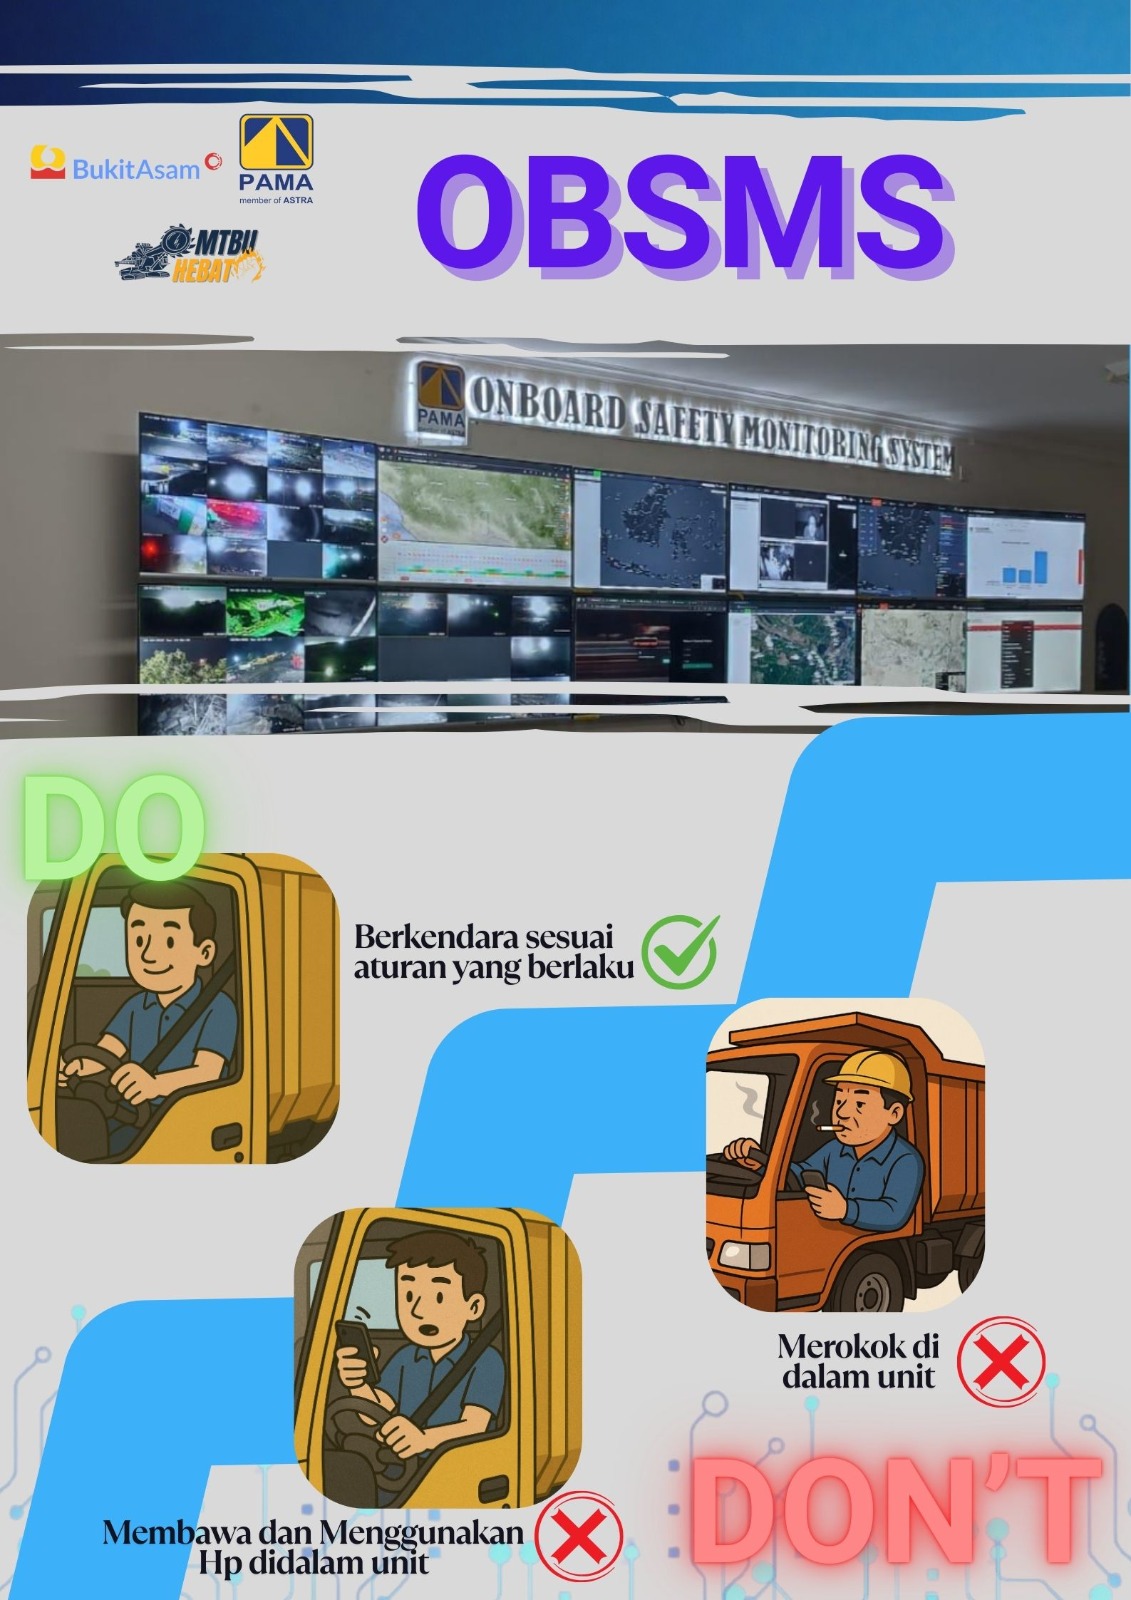 BukitAsam
PAMA
member of ASTRA
MTBU
HEBAT
OBSMS
PAMA
ONBOARD SAFETY MONITORING SYSTEM
DO
Berkendara sesuai
aturan yang berlaku
Merokok di
dalam unit
DON'T
Membawa dan Menggunakan
Hp didalam unit